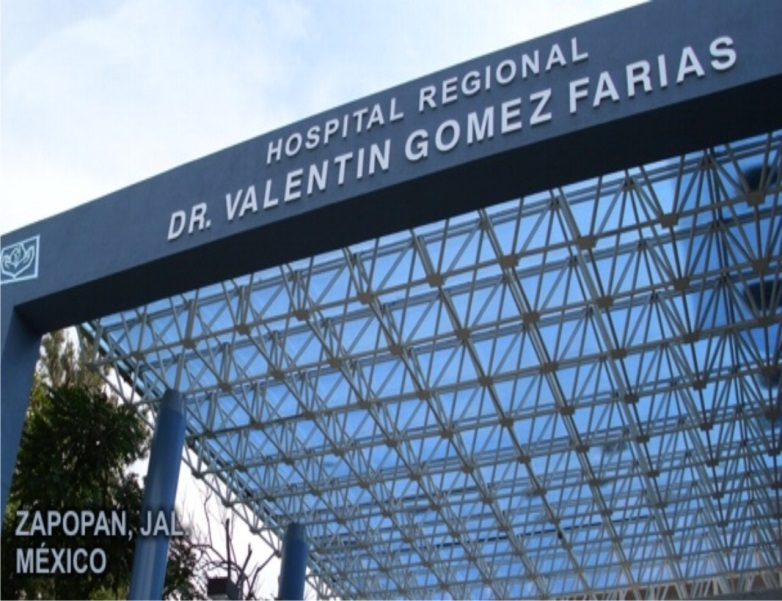 HOSPITAL REGIONAL
DR. VALENTIN GOMEZ FARIAS
ZAPOPAN, JAL.
MÉXICO